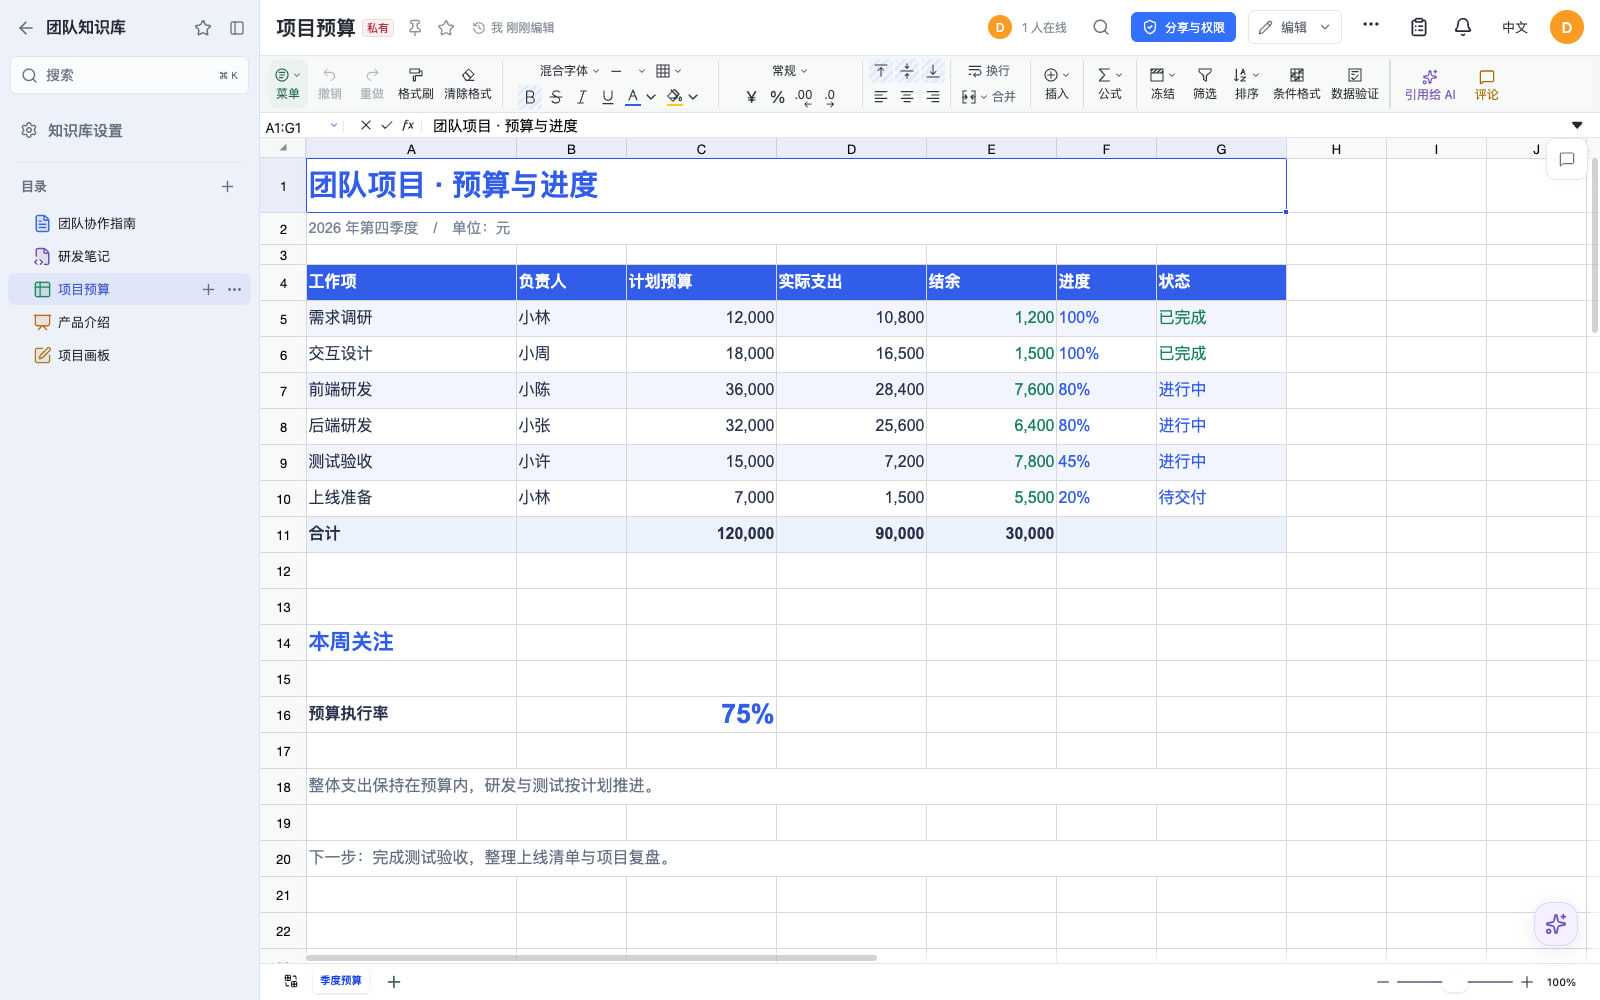 团队知识库
搜索 ⌘ K
知识库设置
目录
团队协作指南
研发笔记
项目预算
产品介绍
项目画板
项目预算 私有 我 刚刚编辑 D 1 人在线 分享与权限 编辑 中文 D
菜单 撤销 重做 格式刷 清除格式 混合字体 B S I U A 常规 ¥ % .00 .0 换行 合并 插入 公式 冻结 筛选 排序 条件格式 数据验证 引用给 AI 评论
A1:G1 fx 团队项目 · 预算与进度
A B C D E F G H I J
1 团队项目 · 预算与进度
2 2026 年第四季度 / 单位：元
3
4 工作项 负责人 计划预算 实际支出 结余 进度 状态
5 需求调研 小林 12,000 10,800 1,200 100% 已完成
6 交互设计 小周 18,000 16,500 1,500 100% 已完成
7 前端研发 小陈 36,000 28,400 7,600 80% 进行中
8 后端研发 小张 32,000 25,600 6,400 80% 进行中
9 测试验收 小许 15,000 7,200 7,800 45% 进行中
10 上线准备 小林 7,000 1,500 5,500 20% 待交付
11 合计 120,000 90,000 30,000
12
13
14 本周关注
15
16 预算执行率 75%
17
18 整体支出保持在预算内，研发与测试按计划推进。
19
20 下一步：完成测试验收，整理上线清单与项目复盘。
21
22
季度预算 100%